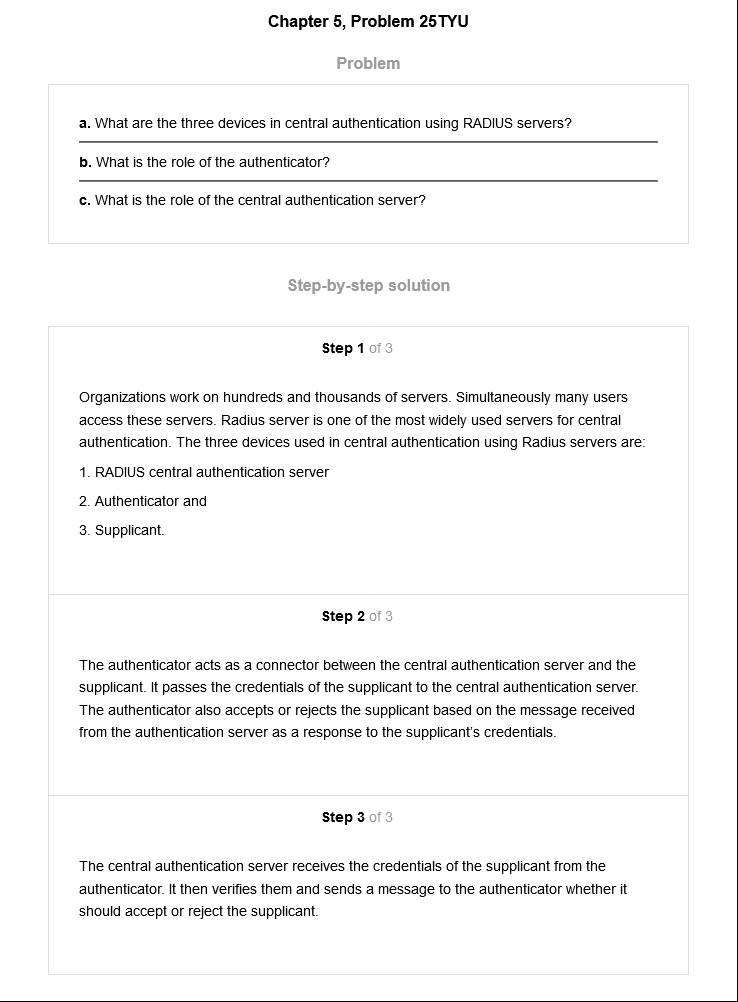 Chapter 5, Problem 25TYU
Problem
a. What are the three devices in central authentication using RADIUS servers?
b. What is the role of the authenticator?
c. What is the role of the central authentication server?
Step-by-step solution
Step 1 of 3
Organizations work on hundreds and thousands of servers. Simultaneously many users
access these servers. Radius server is one of the most widely used servers for central
authentication. The three devices used in central authentication using Radius servers are:
1. RADIUS central authentication server
2. Authenticator and
3. Supplicant.
Step 2 of 3
The authenticator acts as a connector between the central authentication server and the
supplicant. It passes the credentials of the supplicant to the central authentication server.
The authenticator also accepts or rejects the supplicant based on the message received
from the authentication server as a response to the supplicant’s credentials.
Step 3 of 3
The central authentication server receives the credentials of the supplicant from the
authenticator. It then verifies them and sends a message to the authenticator whether it
should accept or reject the supplicant.